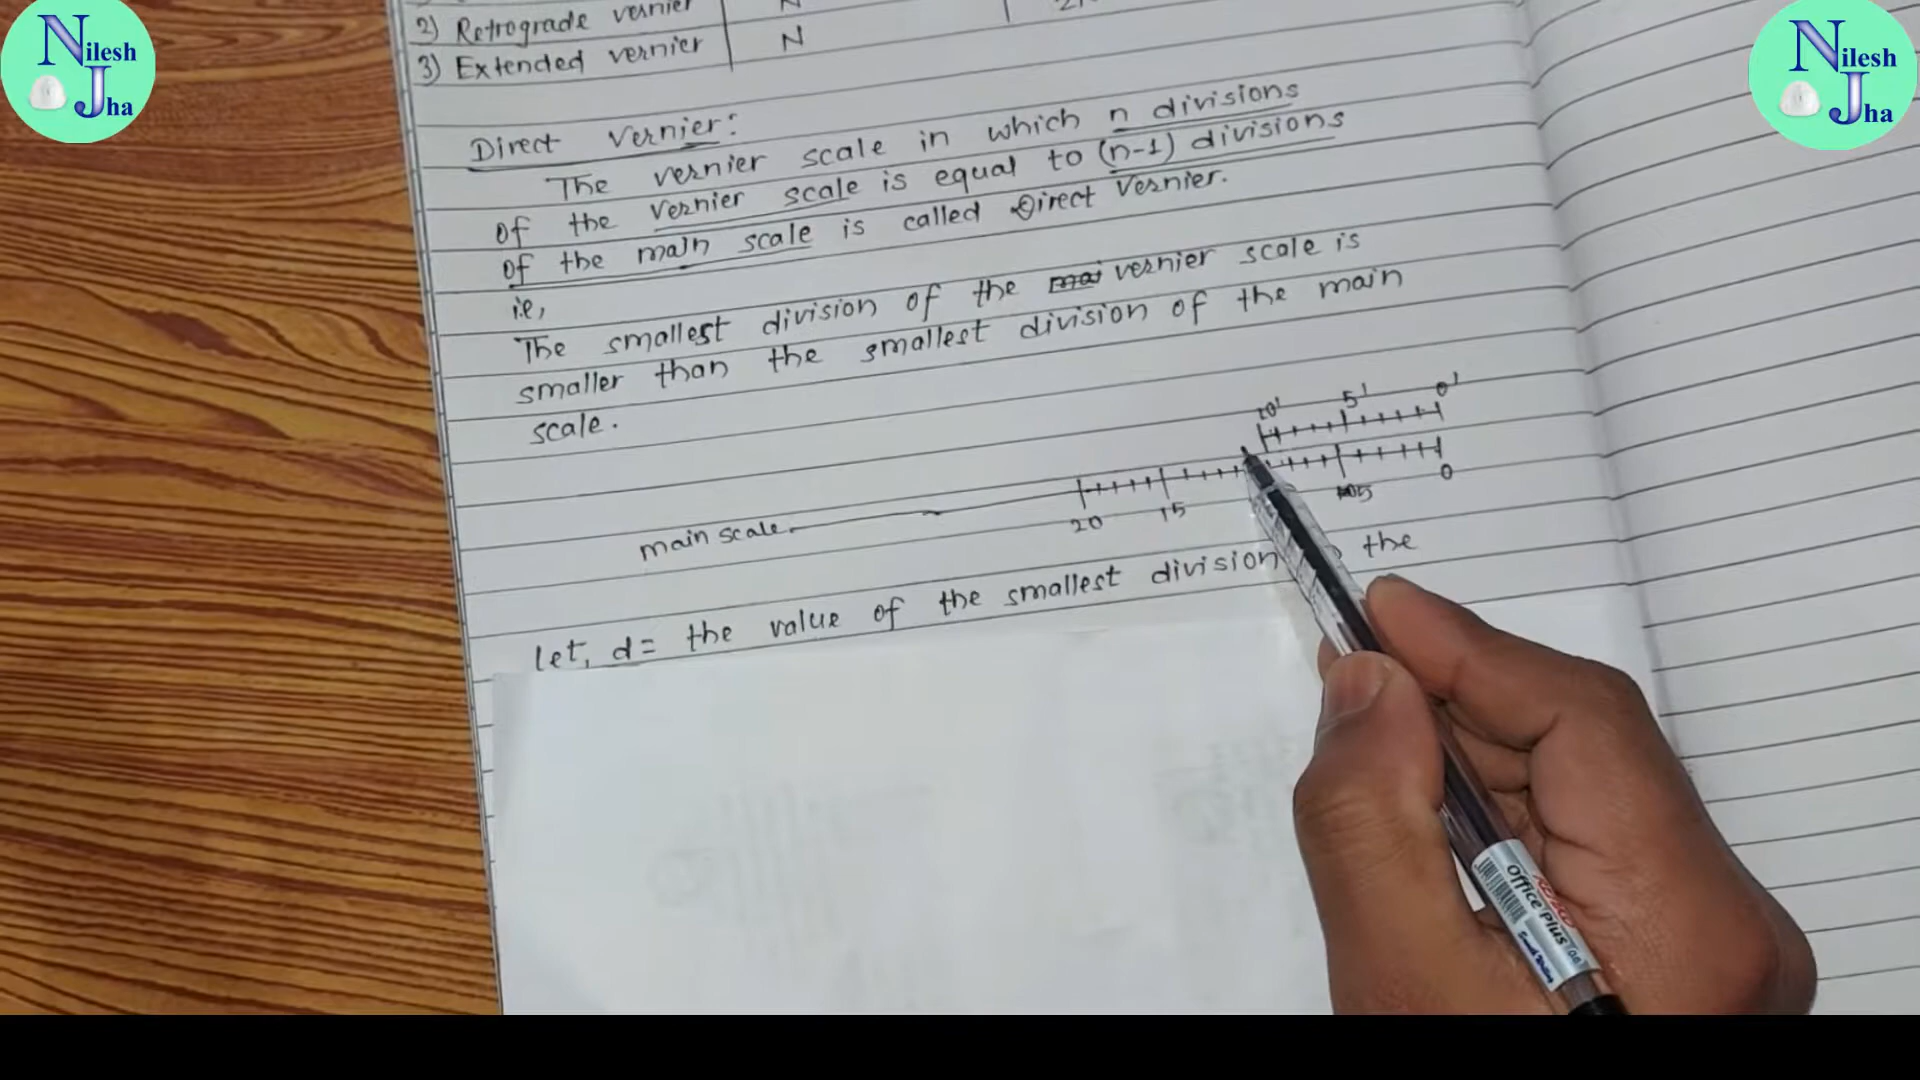 Nilesh
Jha
Nilesh
Jha
2) Retrograde vernier
N
3) Extended vernier
N
Direct Vernier:
The vernier scale in which n divisions
of the vernier scale is equal to (n-1) divisions
of the main scale is called Direct Vernier.
i.e,
The smallest division of the vernier scale is
smaller than the smallest division of the main
scale.
10' 5' 0'
main scale.
20 15 5 0
let, d= the value of the smallest division the
Office Plus